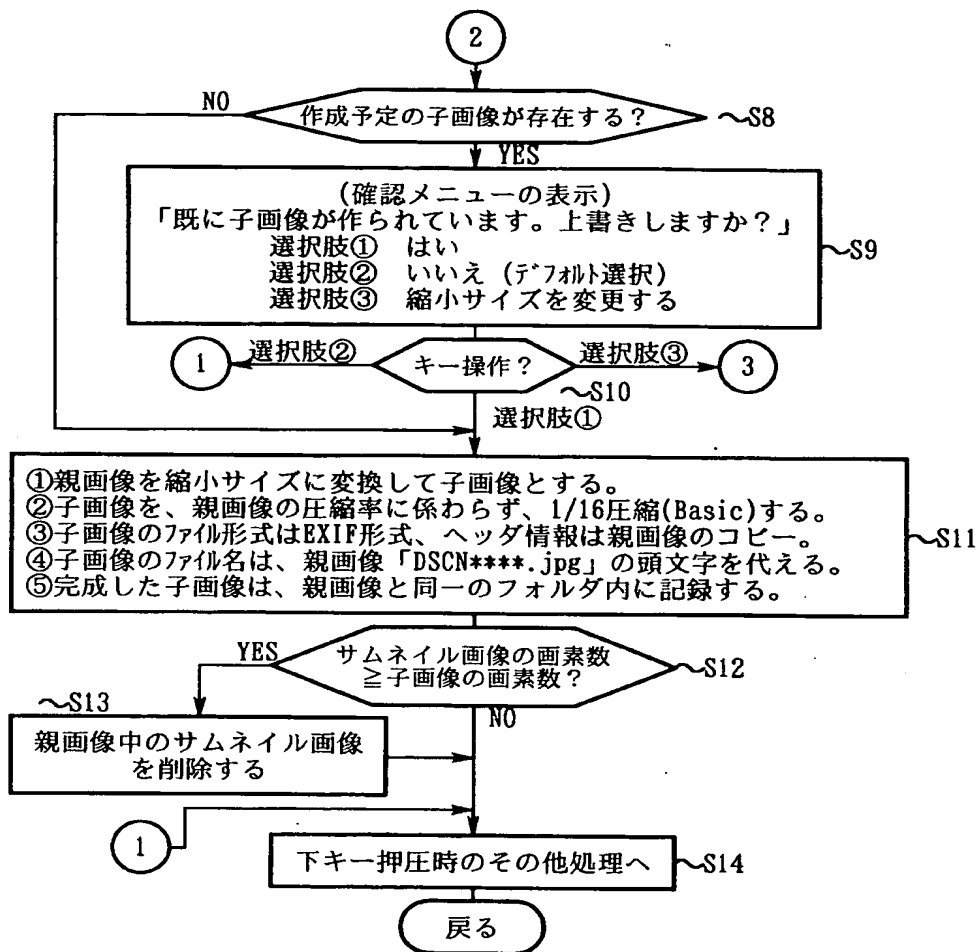 2
NO
作成予定の子画像が存在する？
～S8
YES
(確認メニューの表示)
「既に子画像が作られています。上書きしますか？」
選択肢① はい
選択肢② いいえ (ﾃﾞﾌｫﾙﾄ選択)
選択肢③ 縮小サイズを変更する
～S9
1
選択肢②
キー操作？
選択肢③
3
～S10
選択肢①
①親画像を縮小サイズに変換して子画像とする。
②子画像を、親画像の圧縮率に係わらず、1/16圧縮(Basic)する。
③子画像のﾌｧｲﾙ形式はEXIF形式、ヘッダ情報は親画像のコピー。
④子画像のﾌｧｲﾙ名は、親画像「DSCN****.jpg」の頭文字を代える。
⑤完成した子画像は、親画像と同一のフォルダ内に記録する。
～S11
YES
サムネイル画像の画素数
≧子画像の画素数？
～S12
～S13
NO
親画像中のサムネイル画像
を削除する
1
下キー押圧時のその他処理へ
～S14
戻る